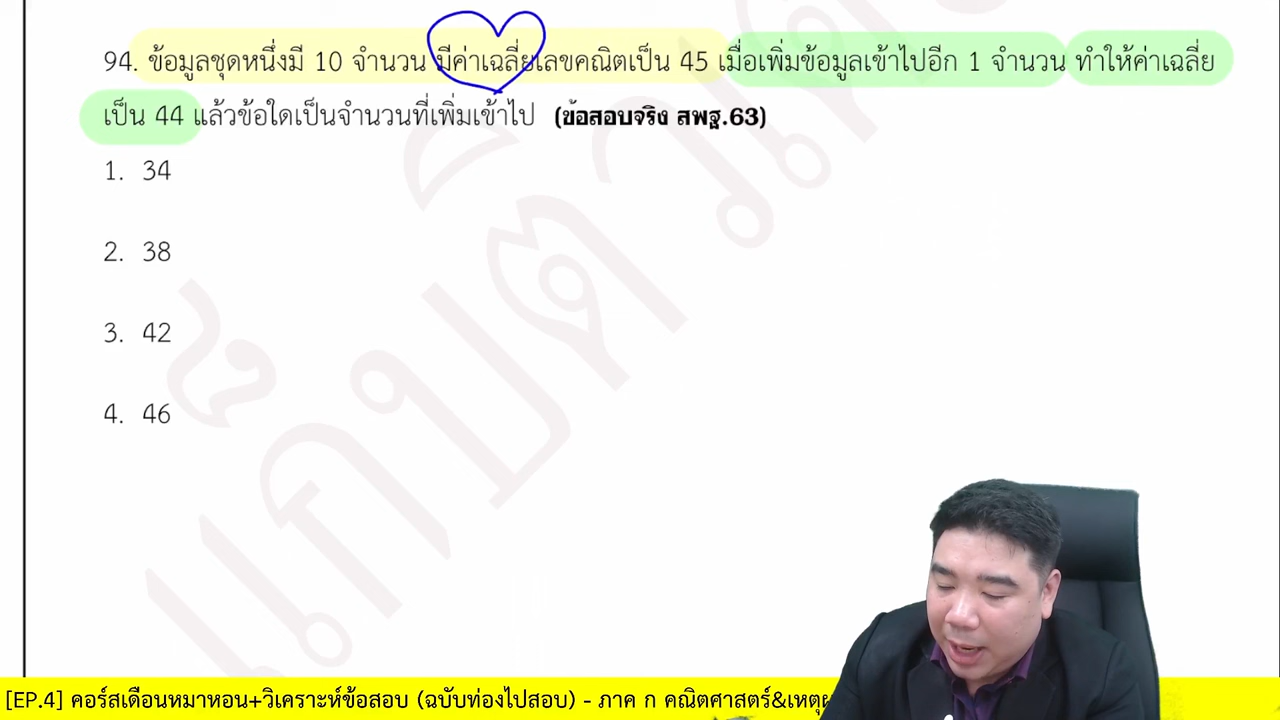 94. ข้อมูลชุดหนึ่งมี 10 จำนวน มีค่าเฉลี่ยเลขคณิตเป็น 45 เมื่อเพิ่มข้อมูลเข้าไปอีก 1 จำนวน ทำให้ค่าเฉลี่ย
เป็น 44 แล้วข้อใดเป็นจำนวนที่เพิ่มเข้าไป (ข้อสอบจริง สพฐ.63)
1. 34
2. 38
3. 42
4. 46
[EP.4] คอร์สเดือนหมาหอน+วิเคราะห์ข้อสอบ (ฉบับท่องไปสอบ) - ภาค ก คณิตศาสตร์&